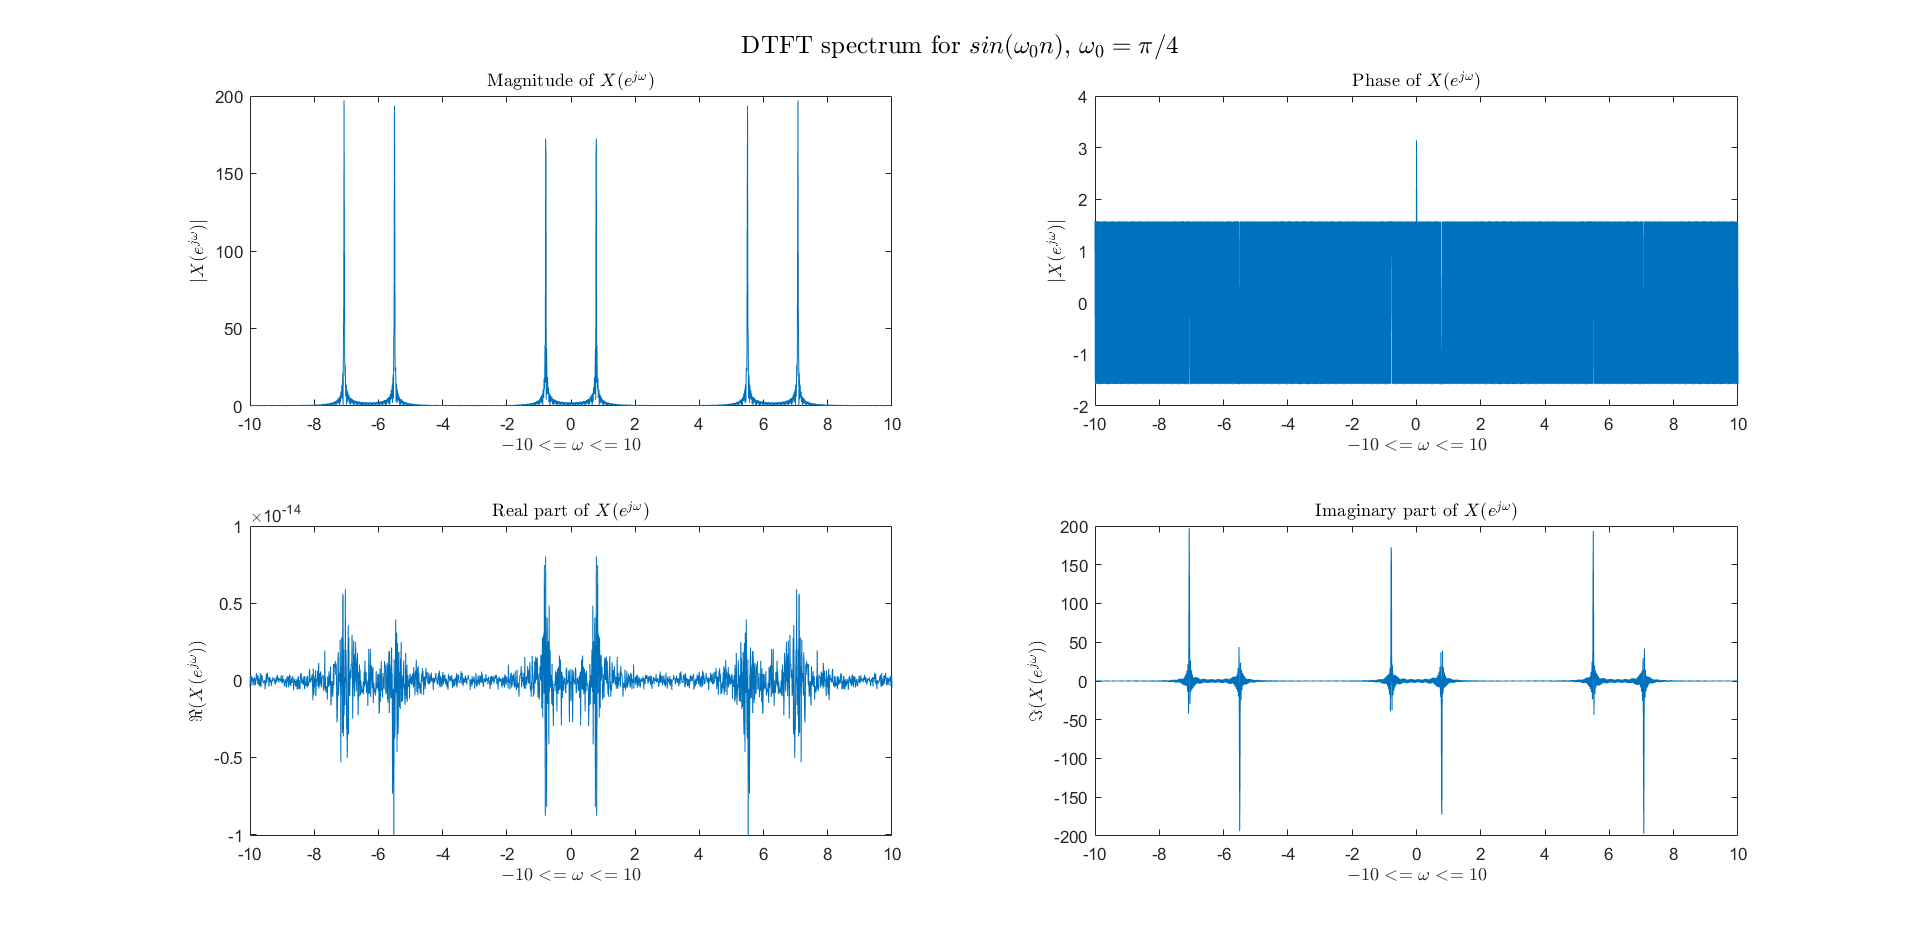 DTFT spectrum for sin(ω₀n), ω₀ = π/4
Magnitude of X(e^{jω})
|X(e^{jω})|
200
150
100
50
0
-10 -8 -6 -4 -2 0 2 4 6 8 10
−10 <= ω <= 10
Phase of X(e^{jω})
|X(e^{jω})|
4
3
2
1
0
-1
-2
-10 -8 -6 -4 -2 0 2 4 6 8 10
−10 <= ω <= 10
Real part of X(e^{jω})
×10^{-14}
ℜ(X(e^{jω}))
1
0.5
0
-0.5
-1
-10 -8 -6 -4 -2 0 2 4 6 8 10
−10 <= ω <= 10
Imaginary part of X(e^{jω})
ℑ(X(e^{jω}))
200
150
100
50
0
-50
-100
-150
-200
-10 -8 -6 -4 -2 0 2 4 6 8 10
−10 <= ω <= 10